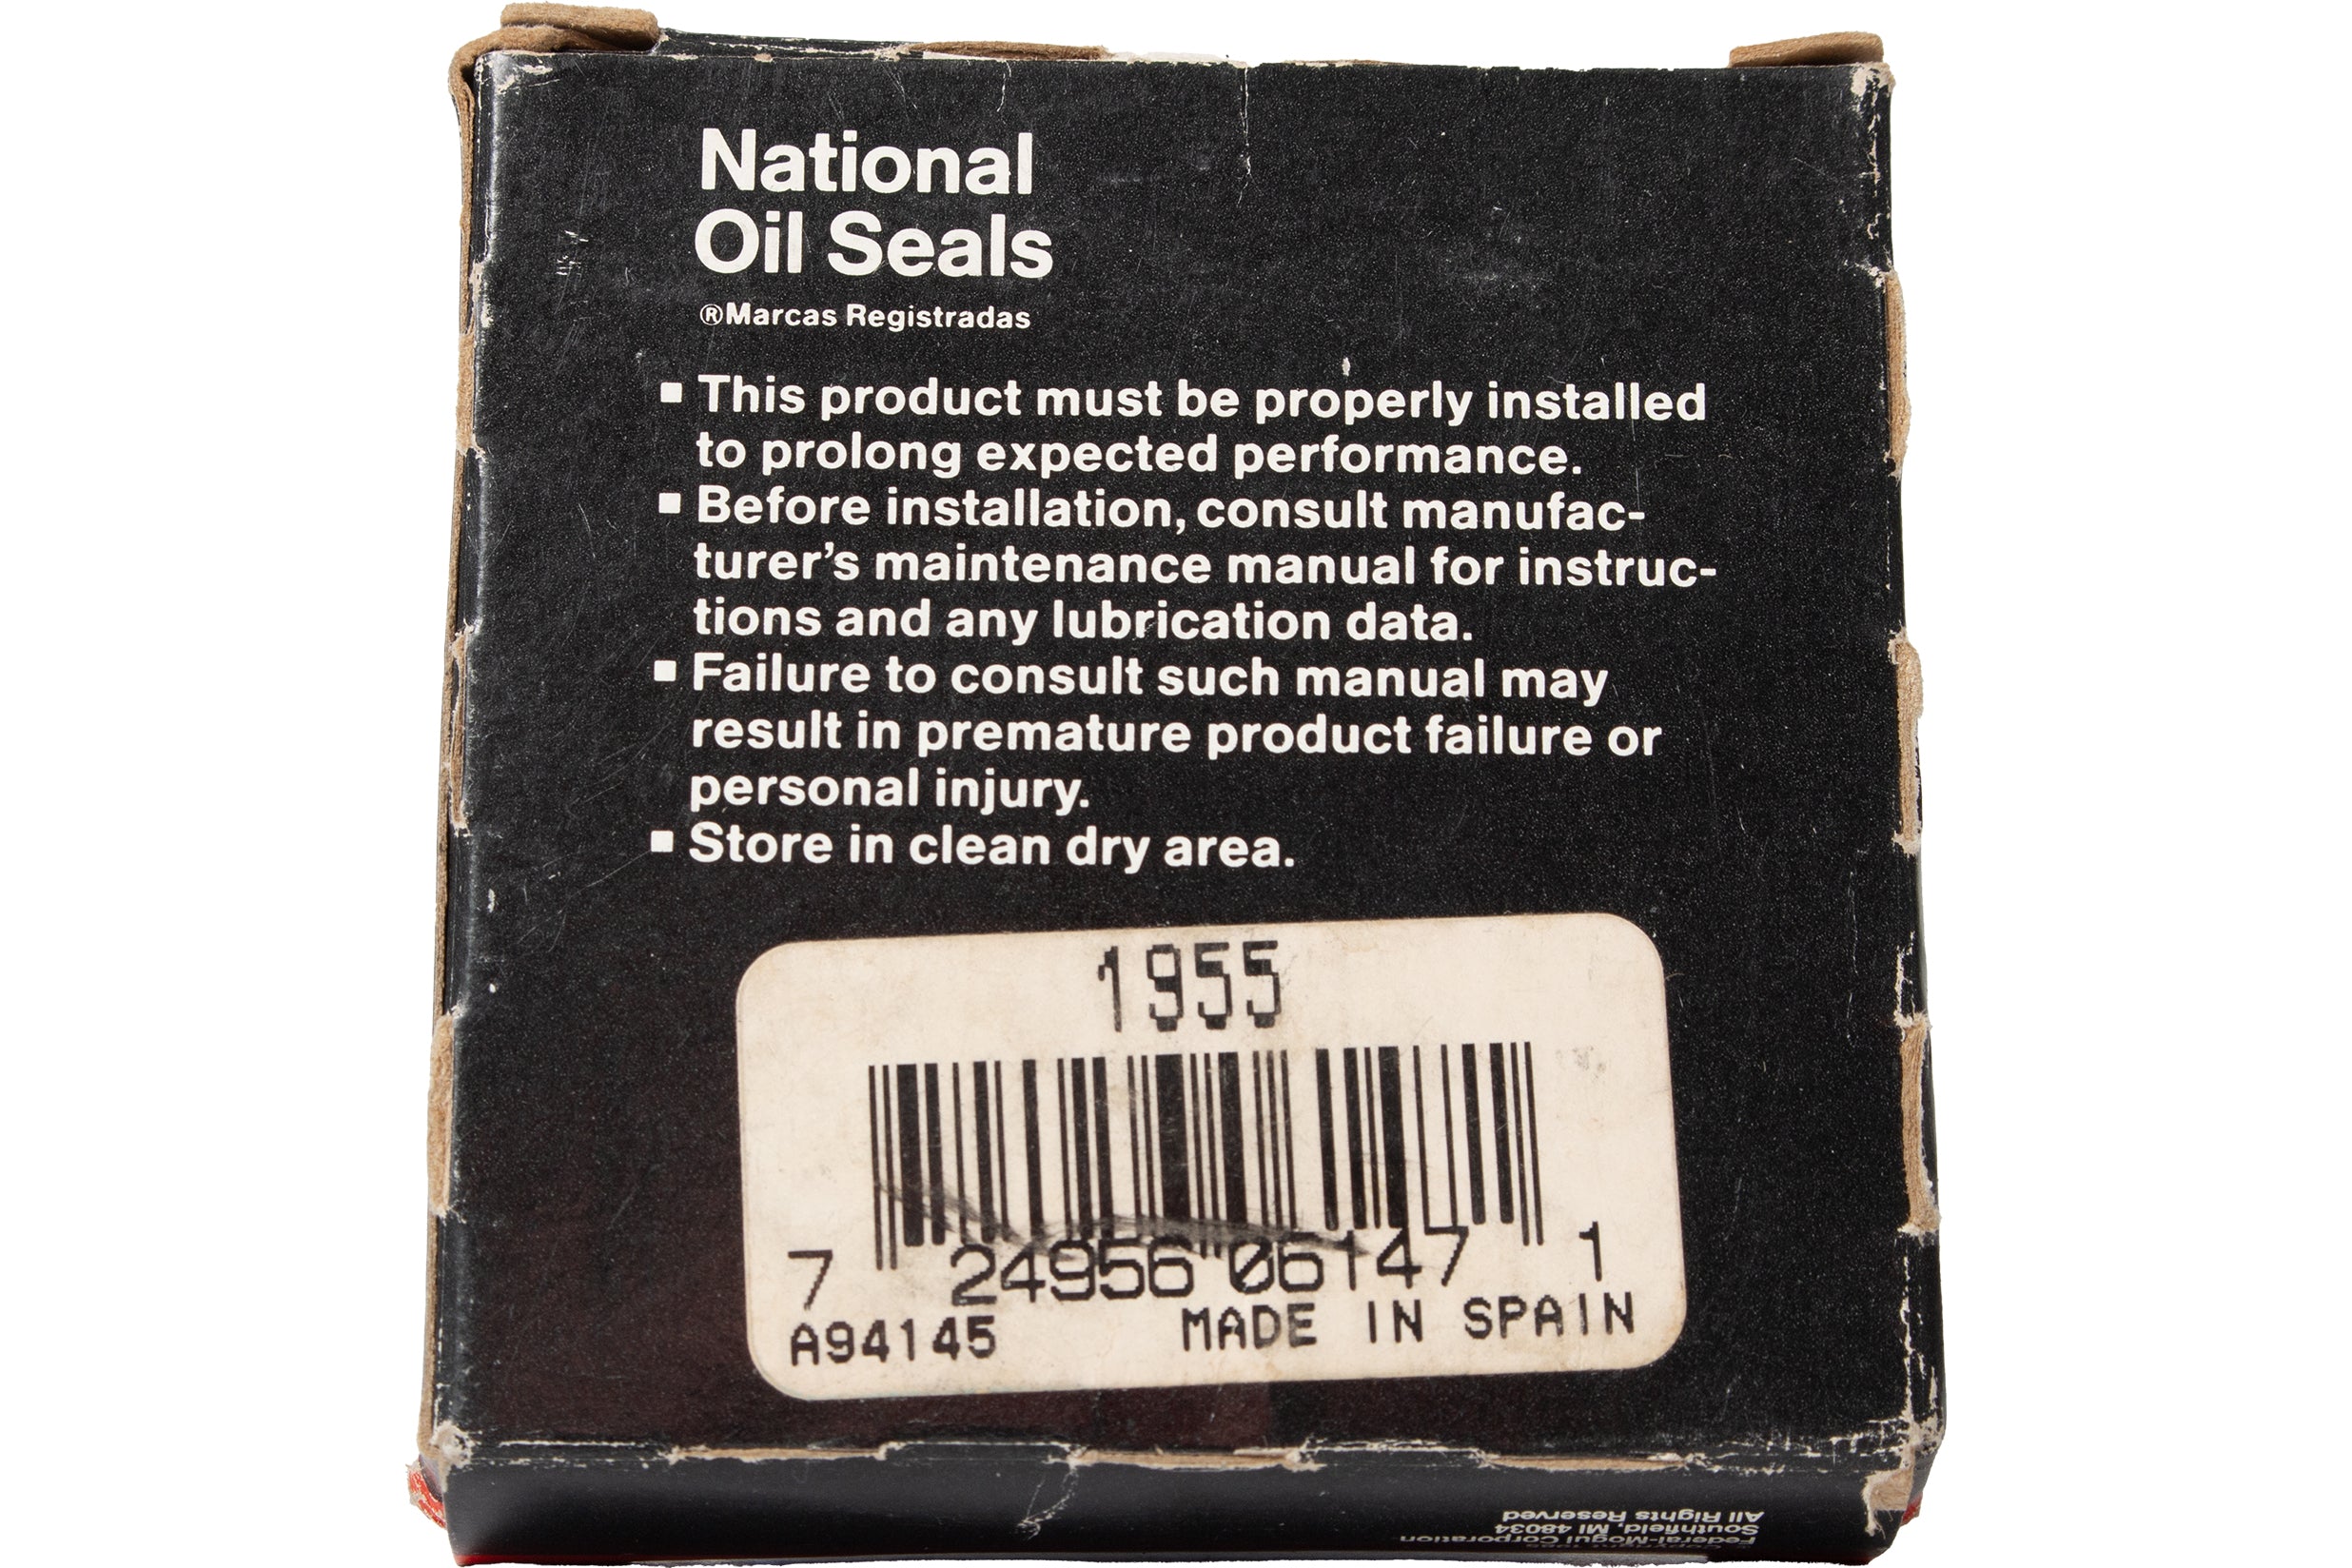 National
Oil Seals
®Marcas Registradas
▪ This product must be properly installed
to prolong expected performance.
▪ Before installation, consult manufac-
turer’s maintenance manual for instruc-
tions and any lubrication data.
▪ Failure to consult such manual may
result in premature product failure or
personal injury.
▪ Store in clean dry area.
1955
7 24956 06147 1
A94145 MADE IN SPAIN
Federal-Mogul Corporation
Southfield, MI 48034
All Rights Reserved